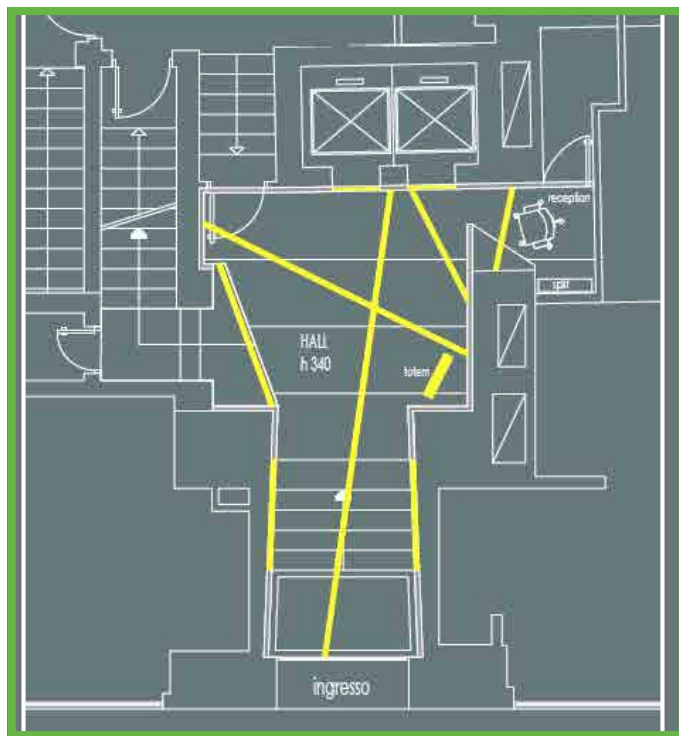 reception
split
HALL
h 340
totem
ingresso